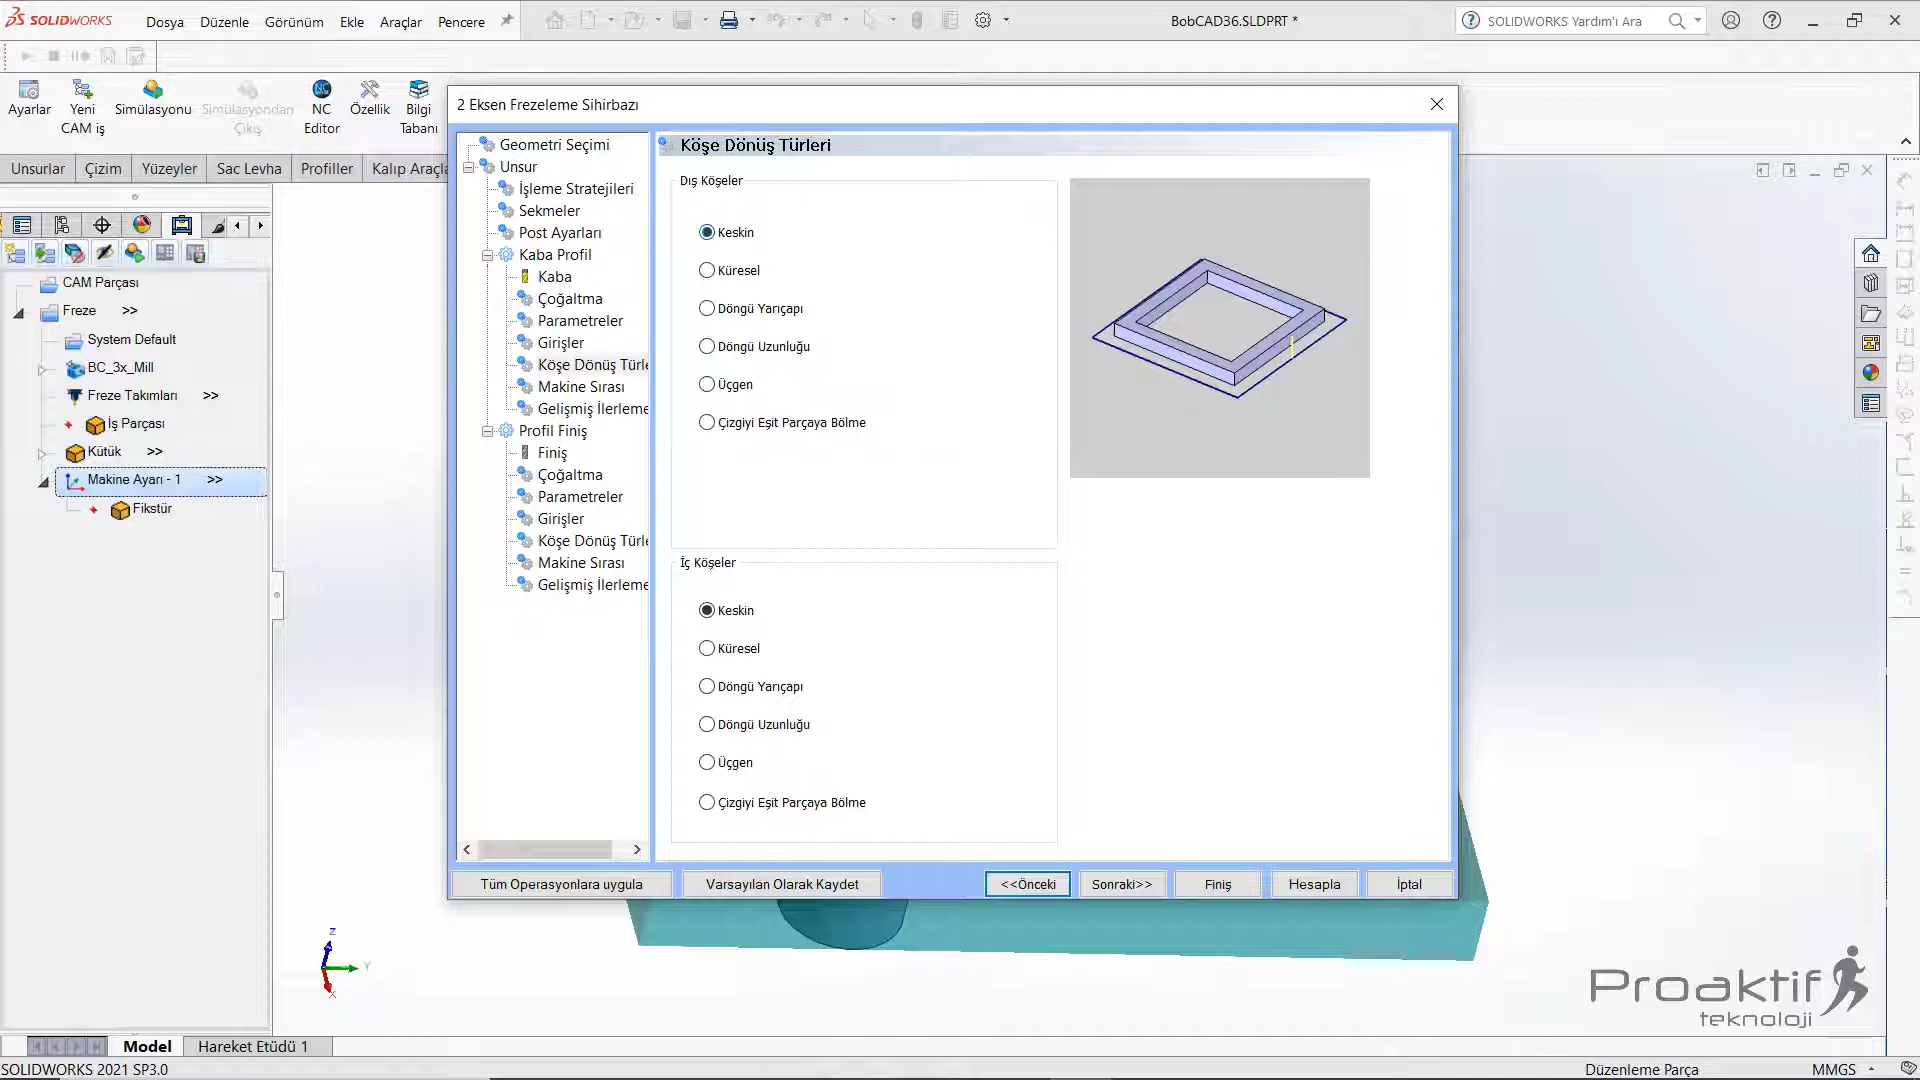 SOLIDWORKS
Dosya Düzenle Görünüm Ekle Araçlar Pencere
BobCAD36.SLDPRT *
SOLIDWORKS Yardım'ı Ara
Ayarlar
Yeni CAM iş
Simülasyonu
Simülasyondan Çıkış
NC Editor
Özellik
Bilgi Tabanı
Unsurlar Çizim Yüzeyler Sac Levha Profiller Kalıp Araçla
CAM Parçası
Freze >>
System Default
BC_3x_Mill
Freze Takımları >>
İş Parçası
Kütük >>
Makine Ayarı - 1 >>
Fikstür
2 Eksen Frezeleme Sihirbazı
Geometri Seçimi
Unsur
İşleme Stratejileri
Sekmeler
Post Ayarları
Kaba Profil
Kaba
Çoğaltma
Parametreler
Girişler
Köşe Dönüş Türle
Makine Sırası
Gelişmiş İlerleme
Profil Finiş
Finiş
Çoğaltma
Parametreler
Girişler
Köşe Dönüş Türle
Makine Sırası
Gelişmiş İlerleme
Köşe Dönüş Türleri
Dış Köşeler
Keskin
Küresel
Döngü Yarıçapı
Döngü Uzunluğu
Üçgen
Çizgiyi Eşit Parçaya Bölme
İç Köşeler
Keskin
Küresel
Döngü Yarıçapı
Döngü Uzunluğu
Üçgen
Çizgiyi Eşit Parçaya Bölme
Tüm Operasyonlara uygula Varsayılan Olarak Kaydet <<Önceki Sonraki>> Finiş Hesapla İptal
Z
Y
X
Proaktif
teknoloji
Model Hareket Etüdü 1
SOLIDWORKS 2021 SP3.0 Düzenleme Parça MMGS